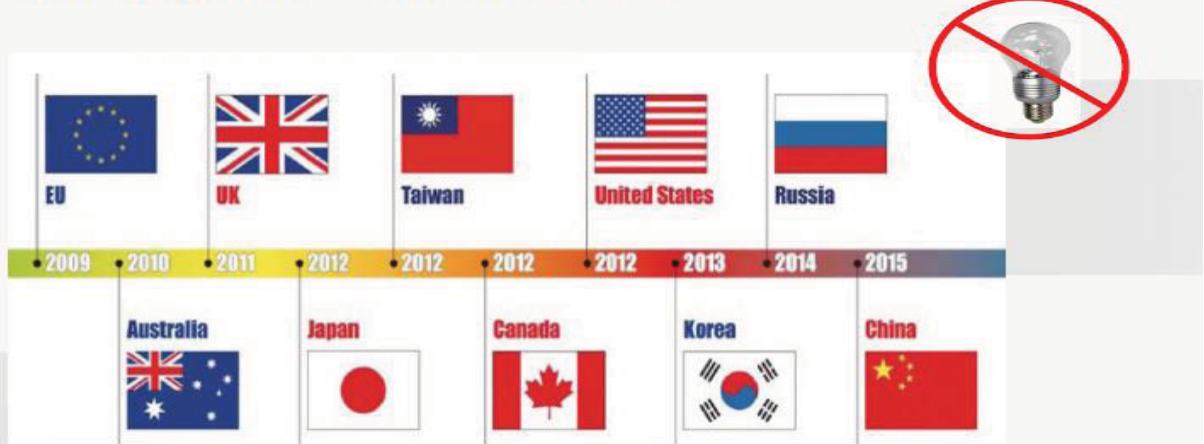 EU
UK
Taiwan
United States
Russia
2009 2010 2011 2012 2012 2012 2012 2013 2014 2015
Australia
Japan
Canada
Korea
China